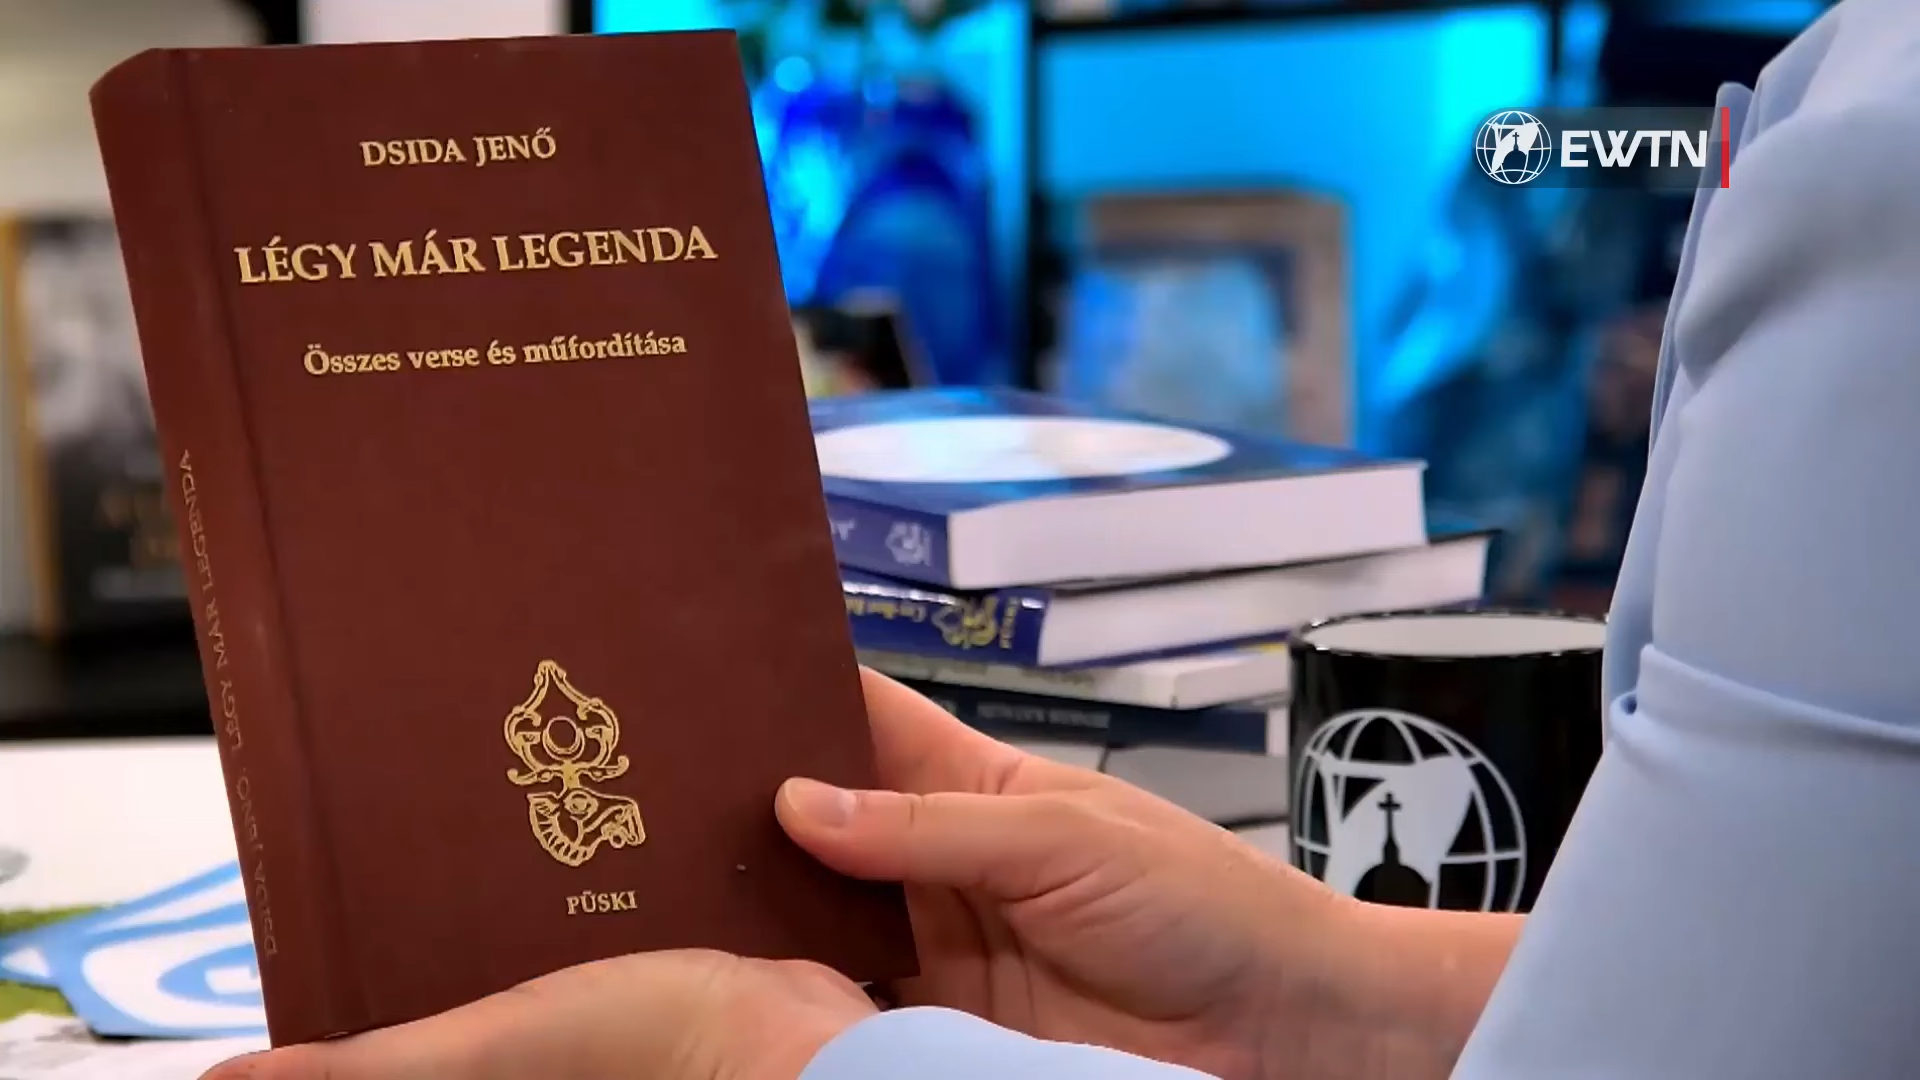 DSIDA JENŐ
LÉGY MÁR LEGENDA
Összes verse és műfordítása
PÜSKI
DSIDA JENŐ: LÉGY MÁR LEGENDA
EWTN